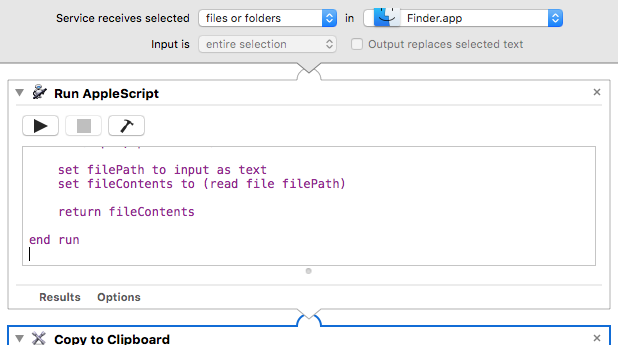 Service receives selected files or folders in Finder.app
Input is entire selection Output replaces selected text
Run AppleScript
set filePath to input as text
set fileContents to (read file filePath)
return fileContents
end run
Results Options
Copy to Clipboard